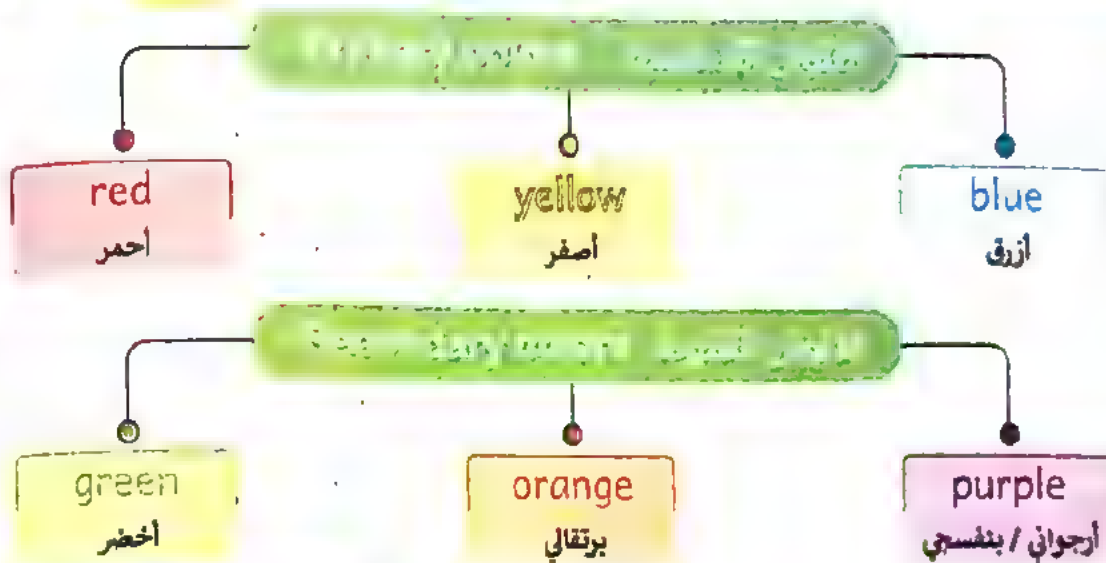 red
yellow
blue
أحمر
أصفر
أزرق
green
orange
purple
أخضر
برتقالي
أرجواني / بنفسجي